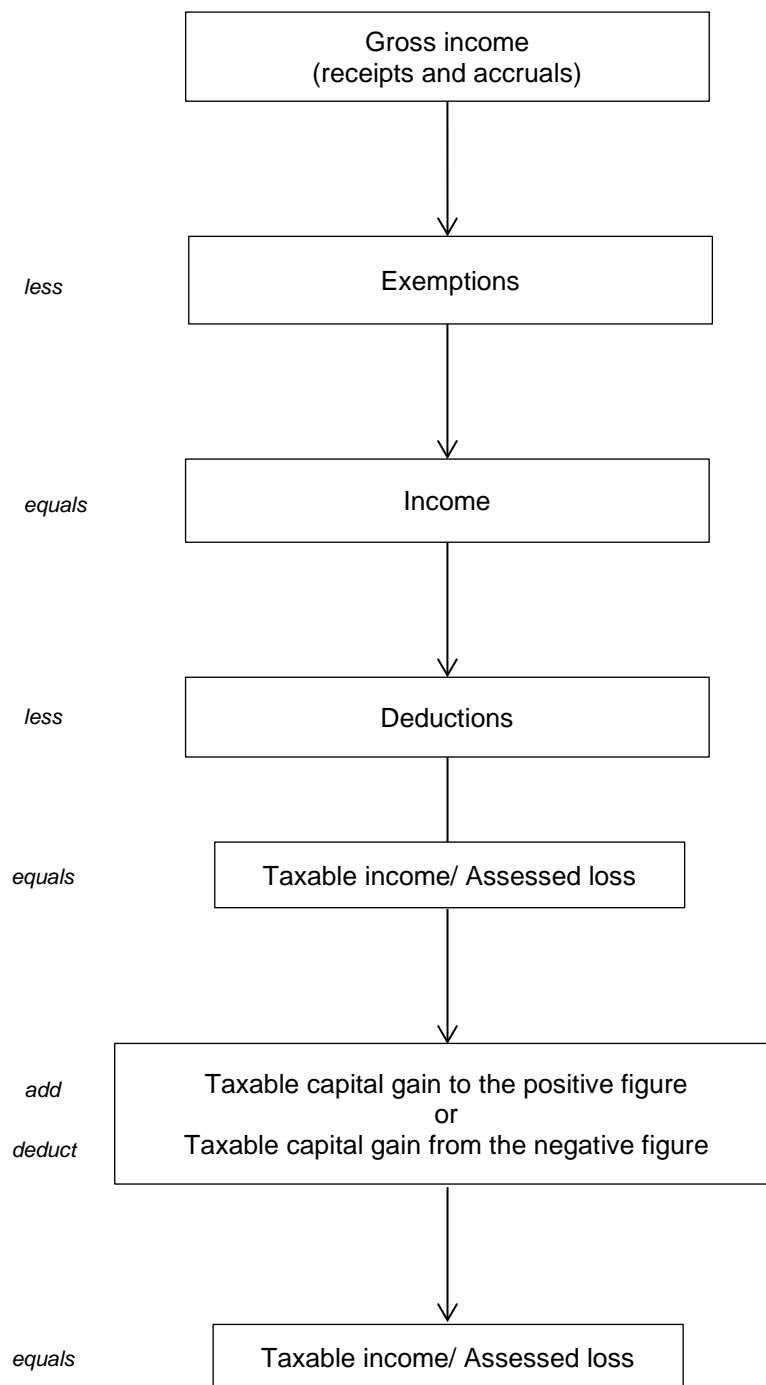 Gross income
(receipts and accruals)
less
Exemptions
equals
Income
less
Deductions
equals
Taxable income/ Assessed loss
add
Taxable capital gain to the positive figure
or
deduct
Taxable capital gain from the negative figure
equals
Taxable income/ Assessed loss